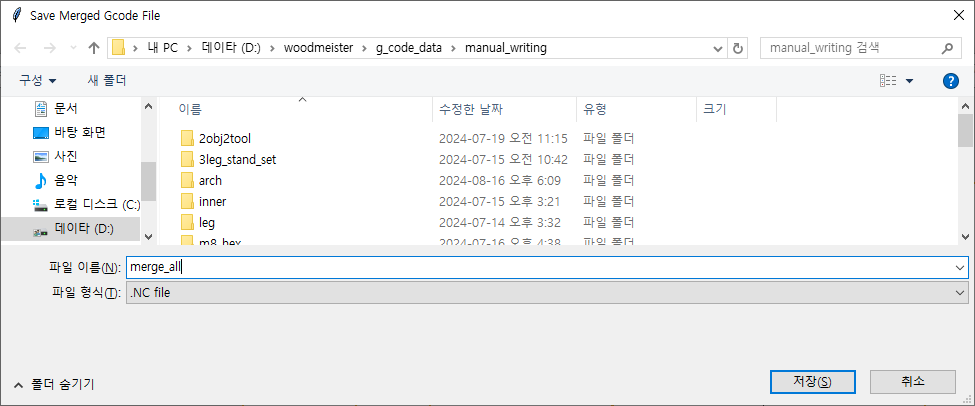 Save Merged Gcode File
내 PC > 데이타 (D:) > woodmeister > g_code_data > manual_writing
manual_writing 검색
구성 새 폴더
이름 수정한 날짜 유형 크기
문서
바탕 화면
사진
음악
로컬 디스크 (C:)
데이타 (D:)
2obj2tool 2024-07-19 오전 11:15 파일 폴더
3leg_stand_set 2024-07-15 오전 10:42 파일 폴더
arch 2024-08-16 오후 6:09 파일 폴더
inner 2024-07-15 오후 3:21 파일 폴더
leg 2024-07-14 오후 3:32 파일 폴더
m8_hex 2024-07-16 오후 4:38 파일 폴더
파일 이름(N): merge_all
파일 형식(T): .NC file
폴더 숨기기
저장(S) 취소